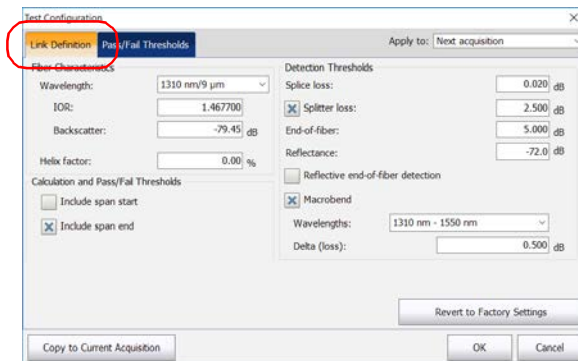 Test Configuration
Link Definition
Pass/Fail Thresholds
Apply to: Next acquisition
Fiber Characteristics
Wavelength: 1310 nm/9 µm
IOR: 1.467700
Backscatter: -79.45 dB
Helix factor: 0.00 %
Calculation and Pass/Fail Thresholds
Include span start
Include span end
Detection Thresholds
Splice loss: 0.020 dB
Splitter loss: 2.500 dB
End-of-fiber: 5.000 dB
Reflectance: -72.0 dB
Reflective end-of-fiber detection
Macrobend
Wavelengths: 1310 nm - 1550 nm
Delta (loss): 0.500 dB
Revert to Factory Settings
Copy to Current Acquisition
OK
Cancel